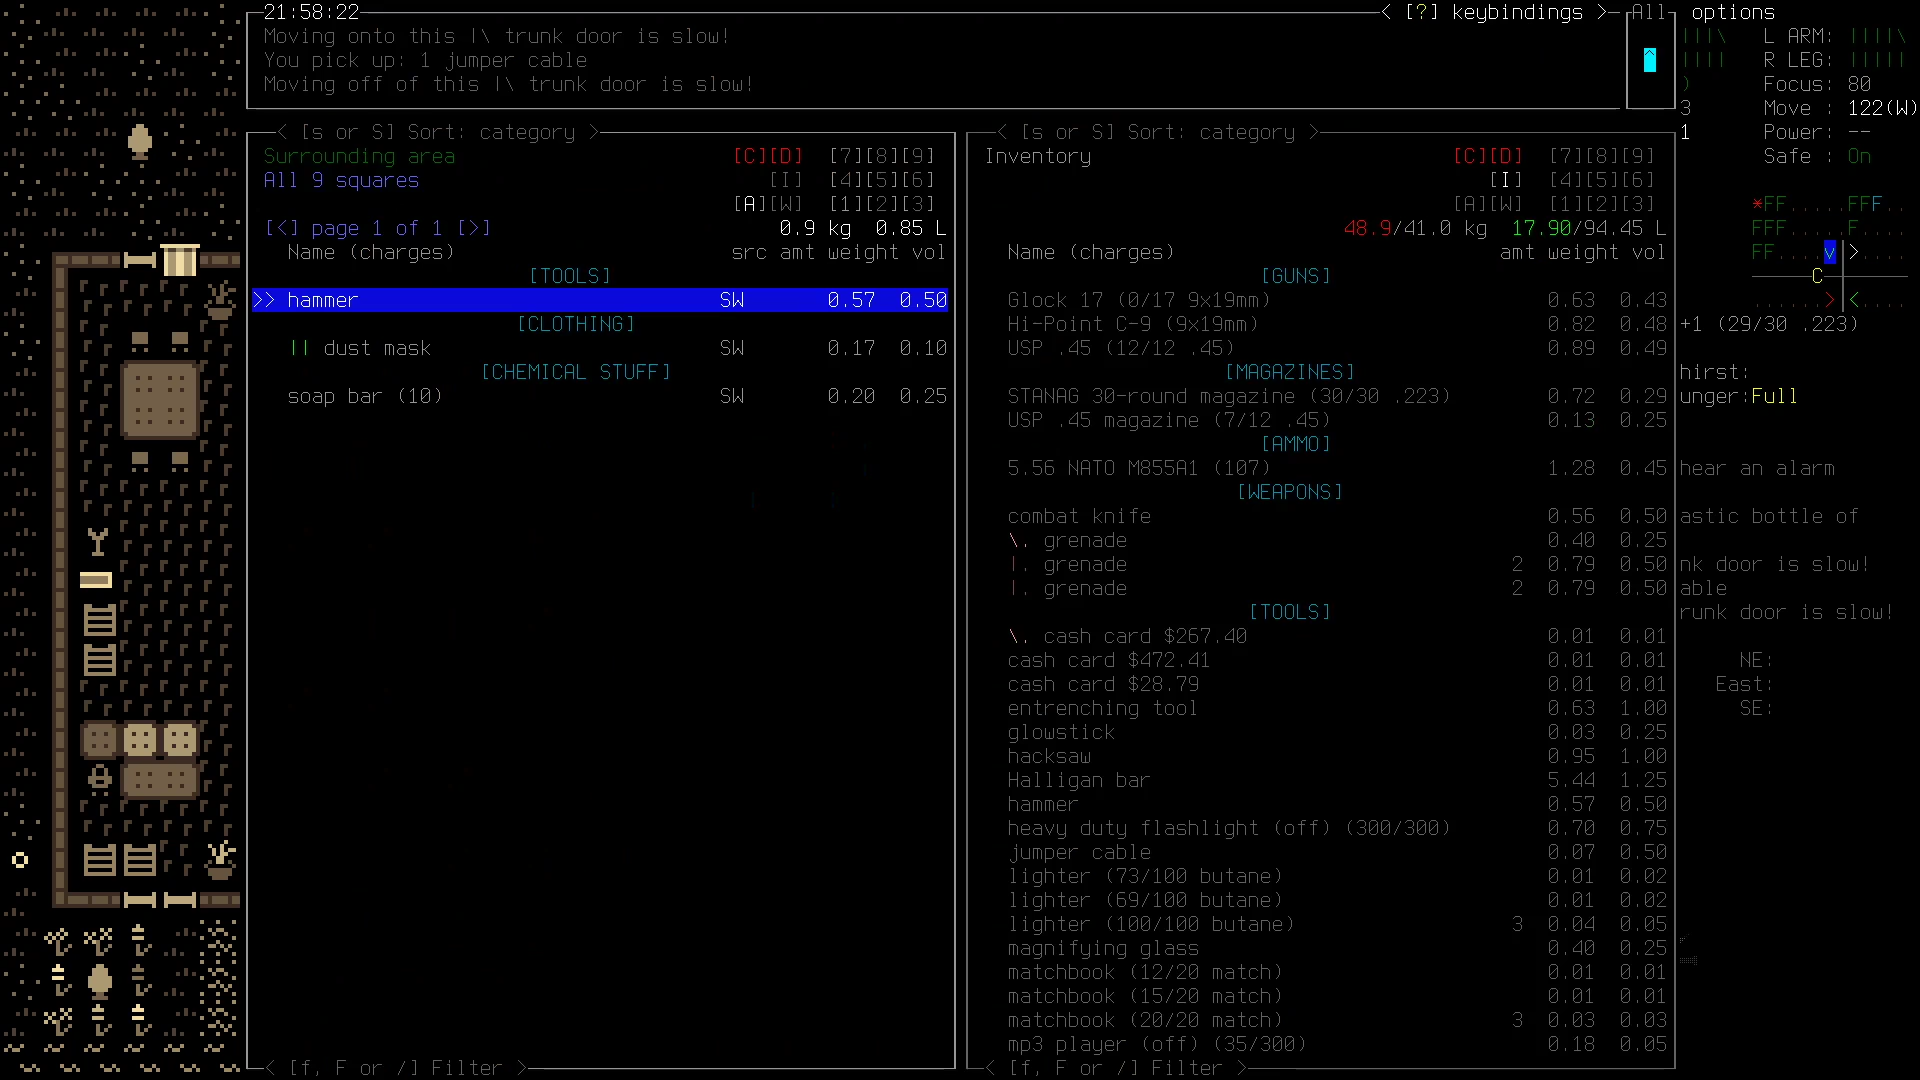 21:58:22 < [?] keybindings > All options
Moving onto this |\ trunk door is slow!
You pick up: 1 jumper cable
Moving off of this |\ trunk door is slow!
L ARM: ||||\
R LEG: |||||
Focus: 80
3 Move : 122(W)
1 Power: --
Safe : On
< [s or S] Sort: category >
Surrounding area [C][D] [7][8][9]
All 9 squares [I] [4][5][6]
[A][W] [1][2][3]
[<] page 1 of 1 [>] 0.9 kg 0.85 L
Name (charges) src amt weight vol
[TOOLS]
>> hammer SW 0.57 0.50
[CLOTHING]
|| dust mask SW 0.17 0.10
[CHEMICAL STUFF]
soap bar (10) SW 0.20 0.25
< [f, F or /] Filter >
< [s or S] Sort: category >
Inventory [C][D] [7][8][9]
[I] [4][5][6]
[A][W] [1][2][3]
48.9/41.0 kg 17.90/94.45 L
Name (charges) amt weight vol
[GUNS]
Glock 17 (0/17 9x19mm) 0.63 0.43
Hi-Point C-9 (9x19mm) 0.82 0.48
USP .45 (12/12 .45) 0.89 0.49
[MAGAZINES]
STANAG 30-round magazine (30/30 .223) 0.72 0.29
USP .45 magazine (7/12 .45) 0.13 0.25
[AMMO]
5.56 NATO M855A1 (107) 1.28 0.45
[WEAPONS]
combat knife 0.56 0.50
\. grenade 0.40 0.25
|. grenade 2 0.79 0.50
|. grenade 2 0.79 0.50
[TOOLS]
\. cash card $267.40 0.01 0.01
cash card $472.41 0.01 0.01
cash card $28.79 0.01 0.01
entrenching tool 0.63 1.00
glowstick 0.03 0.25
hacksaw 0.95 1.00
Halligan bar 5.44 1.25
hammer 0.57 0.50
heavy duty flashlight (off) (300/300) 0.70 0.75
jumper cable 0.07 0.50
lighter (73/100 butane) 0.01 0.02
lighter (69/100 butane) 0.01 0.02
lighter (100/100 butane) 3 0.04 0.05
magnifying glass 0.40 0.25
matchbook (12/20 match) 0.01 0.01
matchbook (15/20 match) 0.01 0.01
matchbook (20/20 match) 3 0.03 0.03
mp3 player (off) (35/300) 0.18 0.05
< [f, F or /] Filter >
*FF.....FFF..
FFF.....F....
FF....v >....
C
......> <....
+1 (29/30 .223)
hirst:
unger:Full
hear an alarm
astic bottle of
nk door is slow!
able
runk door is slow!
NE:
East:
SE: